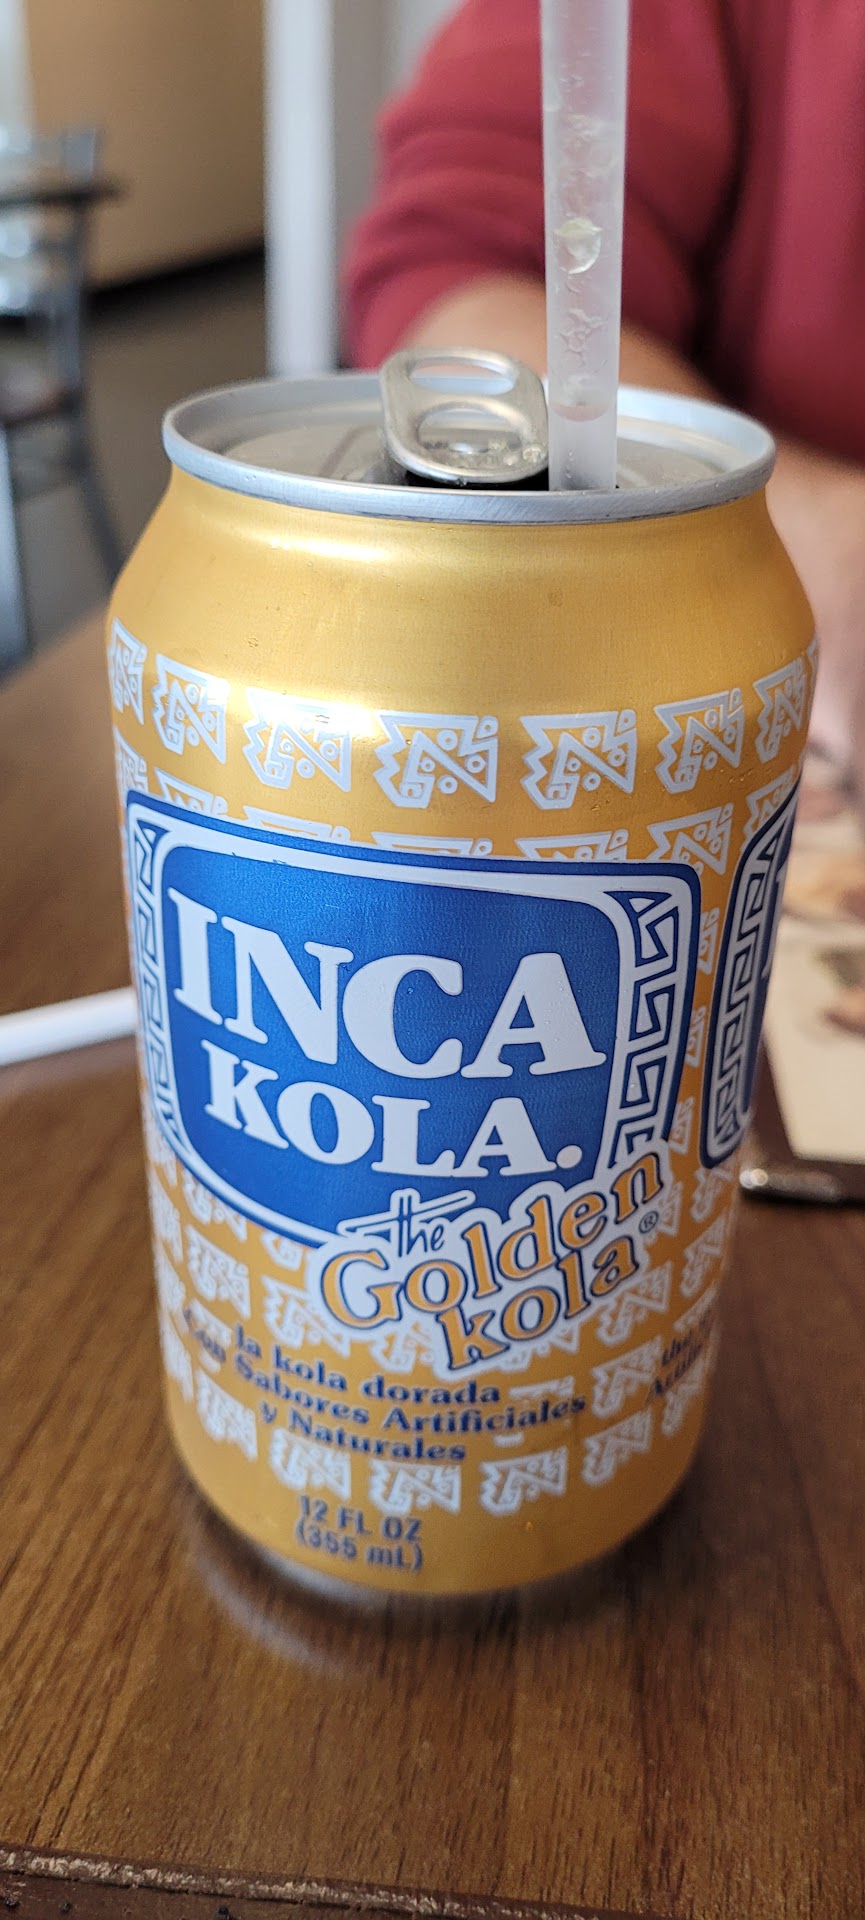 INCA
KOLA.
the
Golden
kola®
la kola dorada
Con Sabores Artificiales
y Naturales
12 FL OZ
(355 mL)